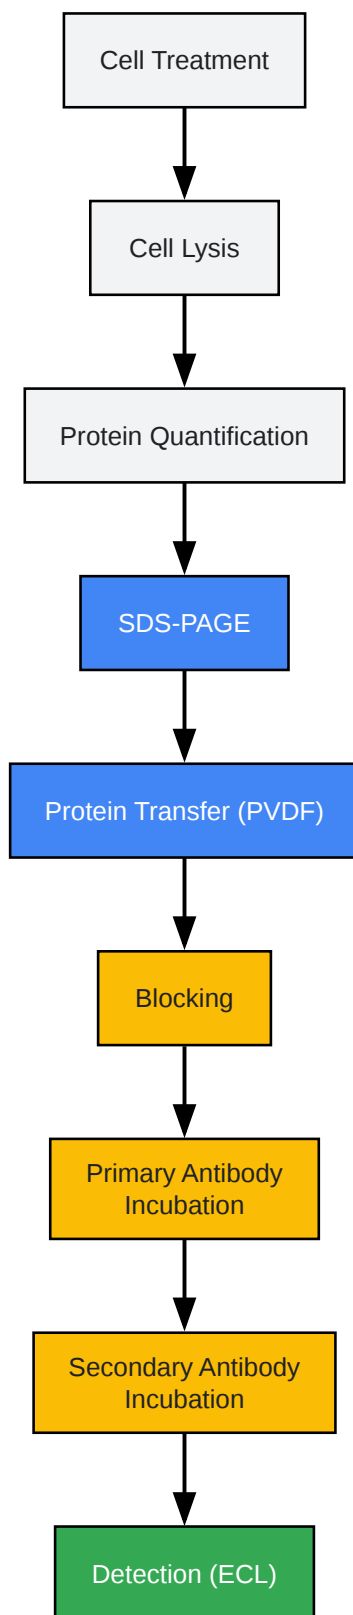 Cell Treatment
Cell Lysis
Protein Quantification
SDS-PAGE
Protein Transfer (PVDF)
Blocking
Primary Antibody
Incubation
Secondary Antibody
Incubation
Detection (ECL)